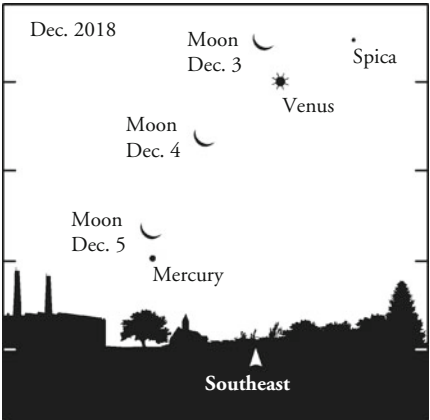 Dec. 2018
Moon
Dec. 3
Spica
Venus
Moon
Dec. 4
Moon
Dec. 5
Mercury
Southeast